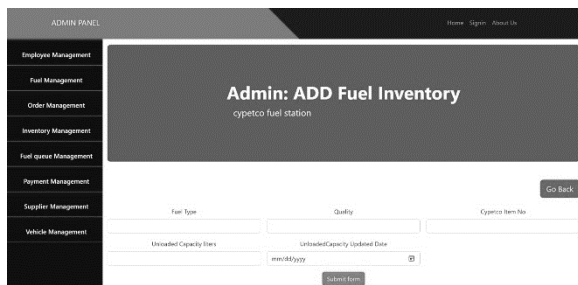 ADMIN PANEL
Home Signin About Us
Employee Management
Fuel Management
Order Management
Inventory Management
Fuel queue Management
Payment Management
Supplier Management
Vehicle Management
Admin: ADD Fuel Inventory
cypetco fuel station
Go Back
Fuel Type Quality Cypetco Item No
Unloaded Capacity liters UnloadedCapacity Updated Date
mm/dd/yyyy
Submit form